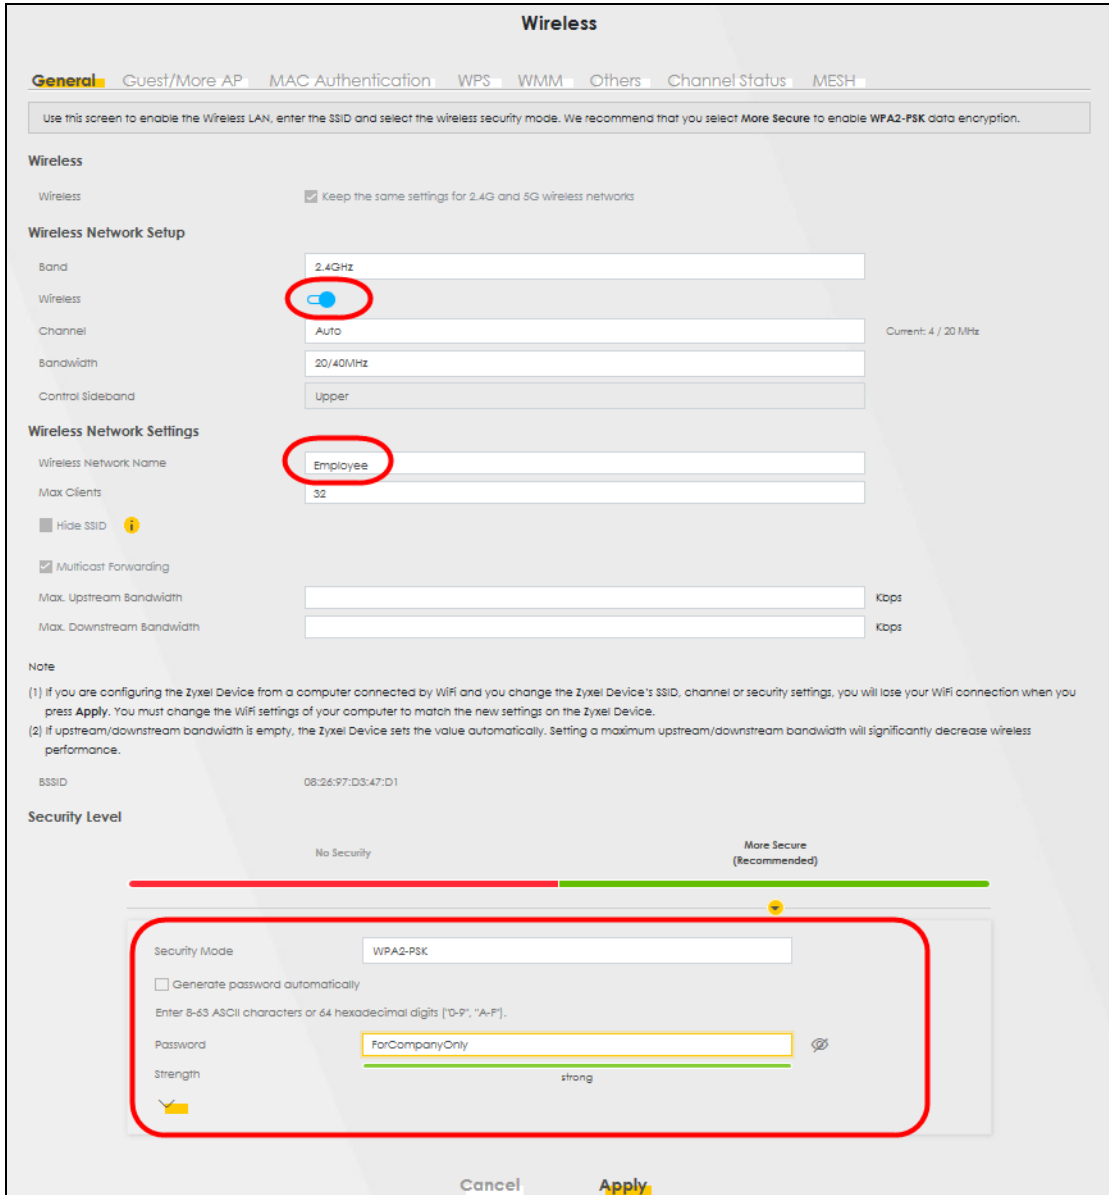 Wireless
General Guest/More AP MAC Authentication WPS WMM Others Channel Status MESH
Use this screen to enable the Wireless LAN, enter the SSID and select the wireless security mode. We recommend that you select More Secure to enable WPA2-PSK data encryption.
Wireless
Wireless Keep the same settings for 2.4G and 5G wireless networks
Wireless Network Setup
Band 2.4GHz
Wireless
Channel Auto Current: 4 / 20 MHz
Bandwidth 20/40MHz
Control Sideband Upper
Wireless Network Settings
Wireless Network Name Employee
Max Clients 32
Hide SSID i
Multicast Forwarding
Max. Upstream Bandwidth Kbps
Max. Downstream Bandwidth Kbps
Note
(1) If you are configuring the Zyxel Device from a computer connected by WiFi and you change the Zyxel Device's SSID, channel or security settings, you will lose your WiFi connection when you
press Apply. You must change the WiFi settings of your computer to match the new settings on the Zyxel Device.
(2) If upstream/downstream bandwidth is empty, the Zyxel Device sets the value automatically. Setting a maximum upstream/downstream bandwidth will significantly decrease wireless
performance.
BSSID 08:26:97:D3:47:D1
Security Level
No Security More Secure
(Recommended)
Security Mode WPA2-PSK
Generate password automatically
Enter 8-63 ASCII characters or 64 hexadecimal digits ("0-9", "A-F").
Password ForCompanyOnly
Strength strong
Cancel Apply